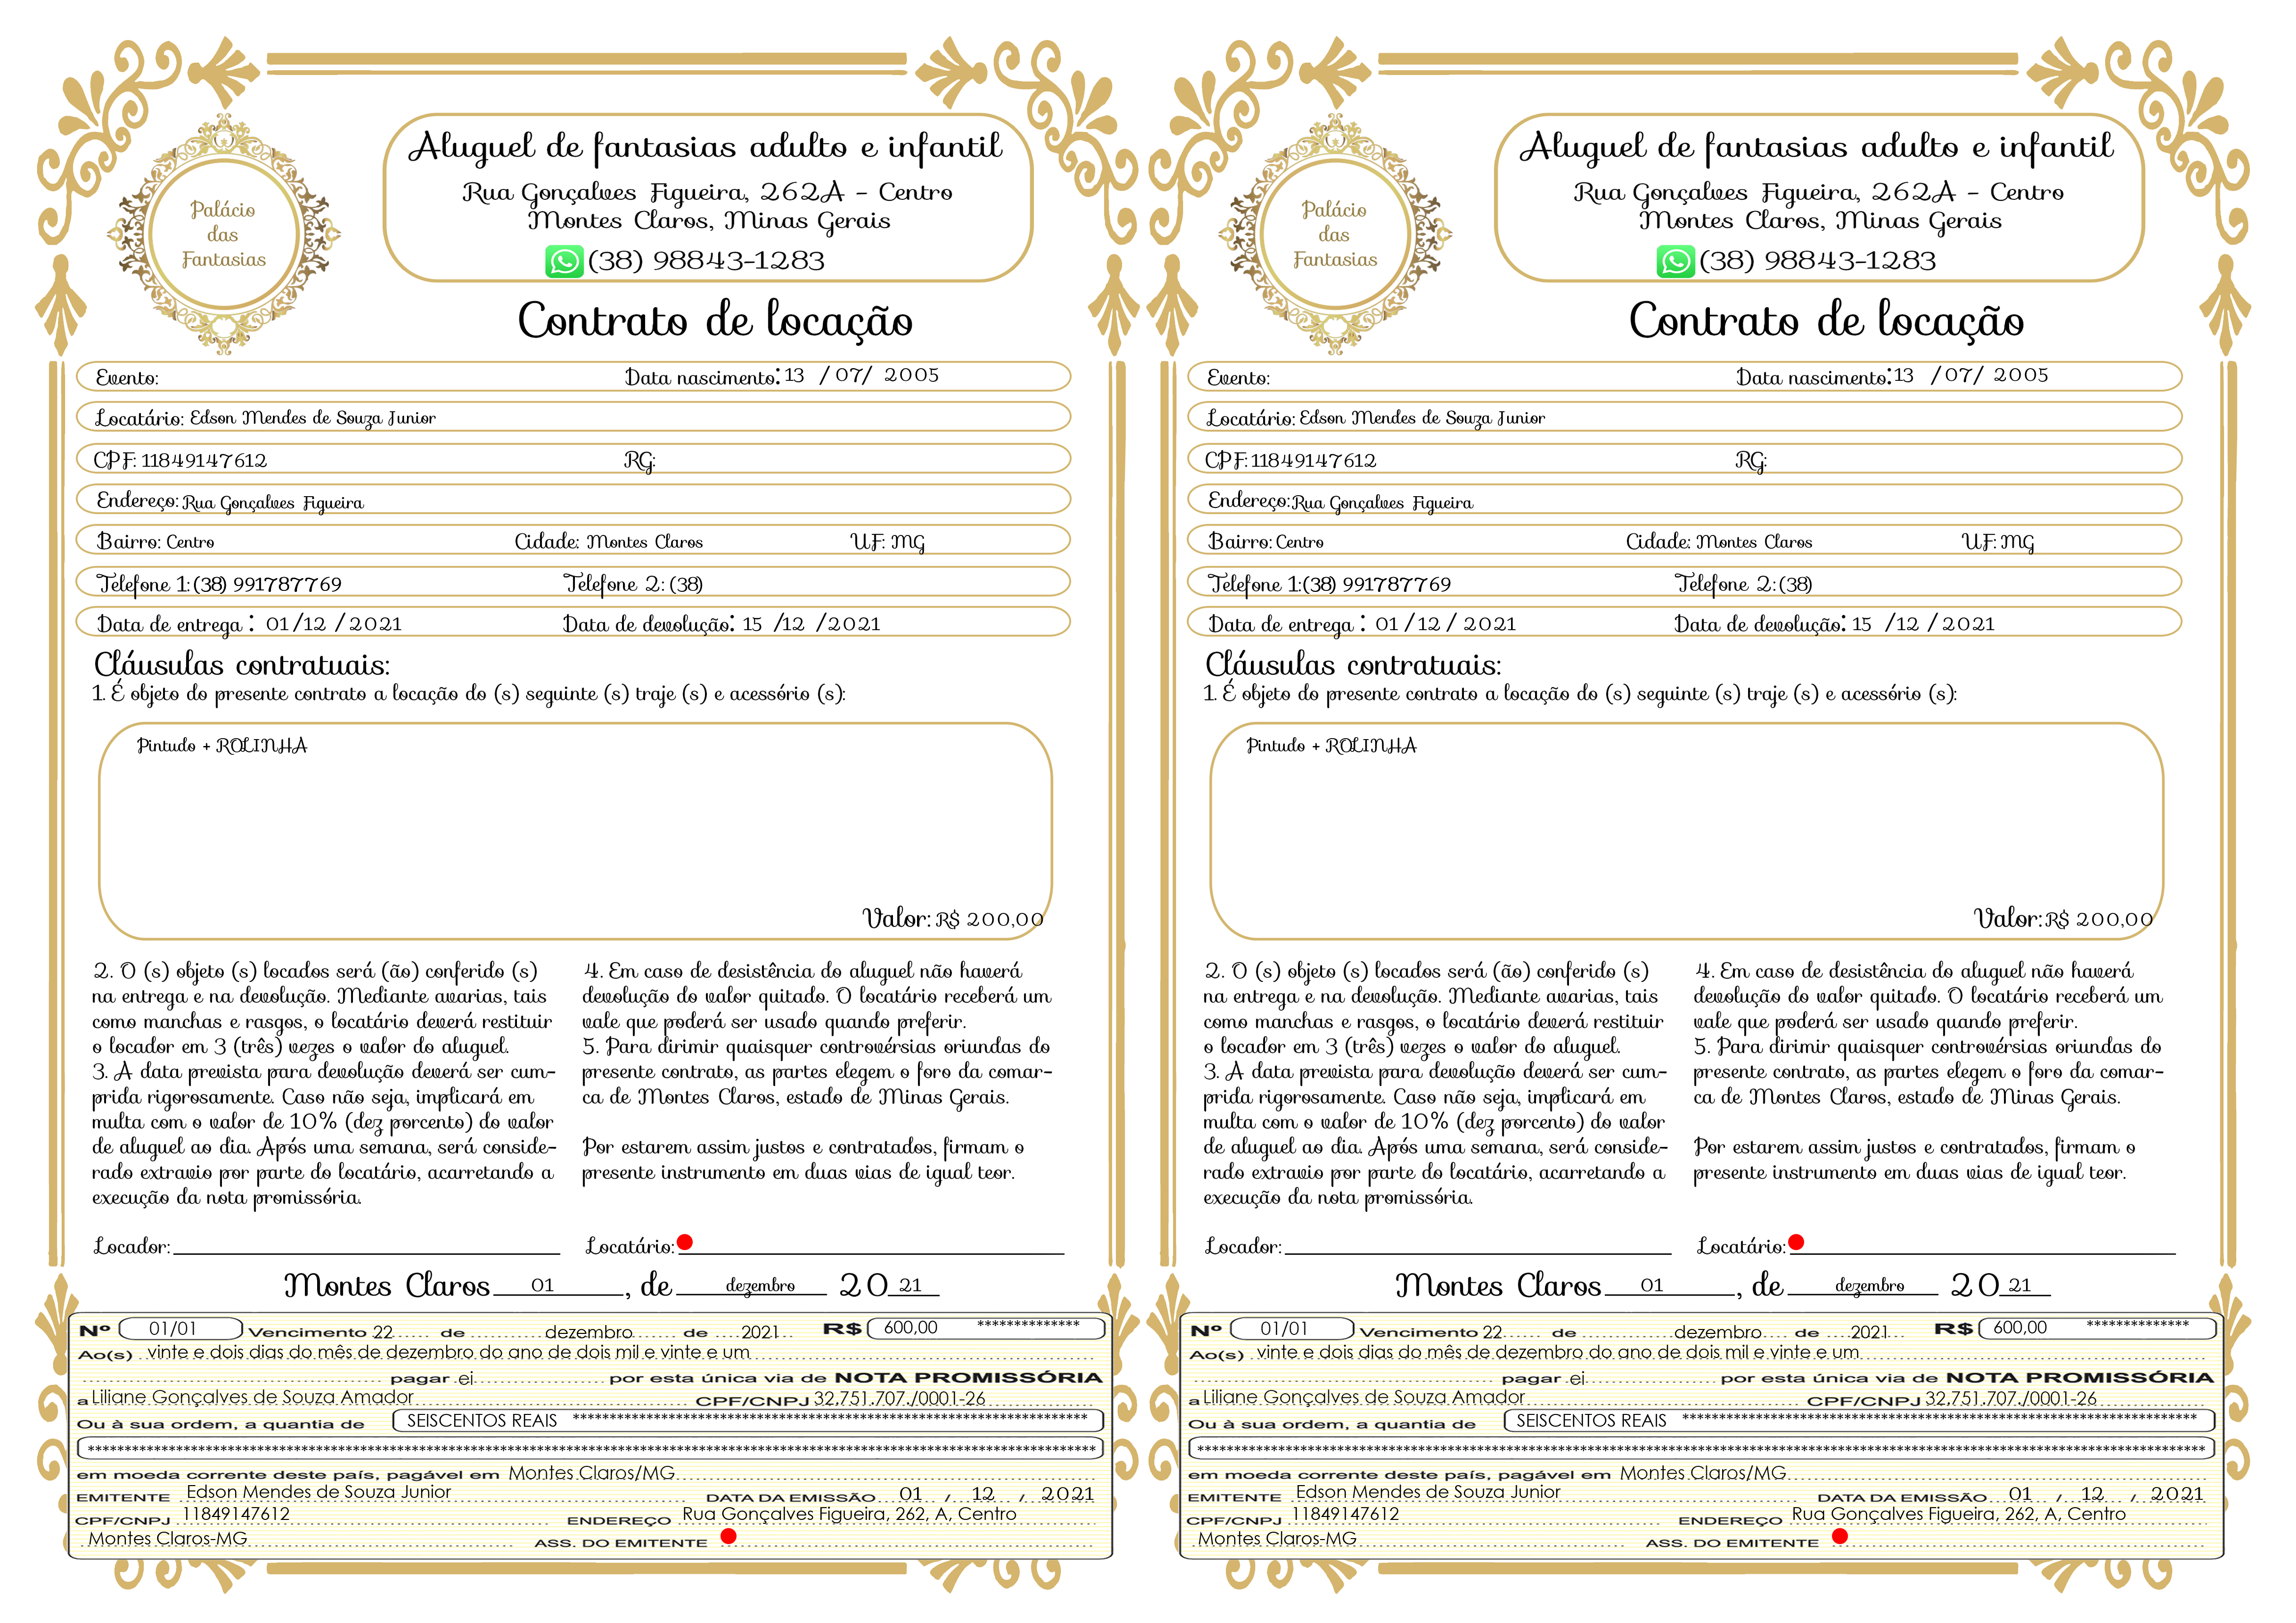 Palácio
das
Fantasias
Aluguel de fantasias adulto e infantil
Rua Gonçalves Figueira, 262A - Centro
Montes Claros, Minas Gerais
(38) 98843-1283
Contrato de locação
Evento: Data nascimento: 13 / 07/ 2005
Locatário: Edson Mendes de Souza Junior
CPF: 11849147612 RG:
Endereço: Rua Gonçalves Figueira
Bairro: Centro Cidade: Montes Claros UF: MG
Telefone 1: (38) 991787769 Telefone 2: (38)
Data de entrega : 01 /12 / 2021 Data de devolução: 15 /12 /2021
Cláusulas contratuais:
1. É objeto do presente contrato a locação do (s) seguinte (s) traje (s) e acessório (s):
Pintudo + ROLINHA
Valor: R$ 200,00
2. O (s) objeto (s) locados será (ão) conferido (s)
na entrega e na devolução. Mediante avarias, tais
como manchas e rasgos, o locatário deverá restituir
o locador em 3 (três) vezes o valor do aluguel.
3. A data prevista para devolução deverá ser cum-
prida rigorosamente. Caso não seja, implicará em
multa com o valor de 10% (dez porcento) do valor
de aluguel ao dia. Após uma semana, será conside-
rado extravio por parte do locatário, acarretando a
execução da nota promissória.
4. Em caso de desistência do aluguel não haverá
devolução do valor quitado. O locatário receberá um
vale que poderá ser usado quando preferir.
5. Para dirimir quaisquer controvérsias oriundas do
presente contrato, as partes elegem o foro da comar-
ca de Montes Claros, estado de Minas Gerais.
Por estarem assim justos e contratados, firmam o
presente instrumento em duas vias de igual teor.
Locador: Locatário:
Montes Claros 01, de dezembro 20 21
Nº 01/01 Vencimento 22 de dezembro de 2021 R$ 600,00 **************
Ao(s) vinte e dois dias do mês de dezembro do ano de dois mil e vinte e um
pagar ei por esta única via de NOTA PROMISSÓRIA
a Liliane Gonçalves de Souza Amador CPF/CNPJ 32.751.707./0001-26
Ou à sua ordem, a quantia de SEISCENTOS REAIS
em moeda corrente deste país, pagável em Montes Claros/MG
EMITENTE Edson Mendes de Souza Junior DATA DA EMISSÃO 01 / 12 / 2021
CPF/CNPJ 11849147612 ENDEREÇO Rua Gonçalves Figueira, 262, A, Centro
Montes Claros-MG ASS. DO EMITENTE
Palácio
das
Fantasias
Aluguel de fantasias adulto e infantil
Rua Gonçalves Figueira, 262A - Centro
Montes Claros, Minas Gerais
(38) 98843-1283
Contrato de locação
Evento: Data nascimento: 13 / 07/ 2005
Locatário: Edson Mendes de Souza Junior
CPF: 11849147612 RG:
Endereço: Rua Gonçalves Figueira
Bairro: Centro Cidade: Montes Claros UF: MG
Telefone 1: (38) 991787769 Telefone 2: (38)
Data de entrega : 01 / 12 / 2021 Data de devolução: 15 /12 / 2021
Cláusulas contratuais:
1. É objeto do presente contrato a locação do (s) seguinte (s) traje (s) e acessório (s):
Pintudo + ROLINHA
Valor: R$ 200,00
2. O (s) objeto (s) locados será (ão) conferido (s)
na entrega e na devolução. Mediante avarias, tais
como manchas e rasgos, o locatário deverá restituir
o locador em 3 (três) vezes o valor do aluguel.
3. A data prevista para devolução deverá ser cum-
prida rigorosamente. Caso não seja, implicará em
multa com o valor de 10% (dez porcento) do valor
de aluguel ao dia. Após uma semana, será conside-
rado extravio por parte do locatário, acarretando a
execução da nota promissória.
4. Em caso de desistência do aluguel não haverá
devolução do valor quitado. O locatário receberá um
vale que poderá ser usado quando preferir.
5. Para dirimir quaisquer controvérsias oriundas do
presente contrato, as partes elegem o foro da comar-
ca de Montes Claros, estado de Minas Gerais.
Por estarem assim justos e contratados, firmam o
presente instrumento em duas vias de igual teor.
Locador: Locatário:
Montes Claros 01, de dezembro 20 21
Nº 01/01 Vencimento 22 de dezembro de 2021 R$ 600,00 **************
Ao(s) vinte e dois dias do mês de dezembro do ano de dois mil e vinte e um
pagar ei por esta única via de NOTA PROMISSÓRIA
a Liliane Gonçalves de Souza Amador CPF/CNPJ 32.751.707./0001-26
Ou à sua ordem, a quantia de SEISCENTOS REAIS
em moeda corrente deste país, pagável em Montes Claros/MG
EMITENTE Edson Mendes de Souza Junior DATA DA EMISSÃO 01 / 12 / 2021
CPF/CNPJ 11849147612 ENDEREÇO Rua Gonçalves Figueira, 262, A, Centro
Montes Claros-MG ASS. DO EMITENTE